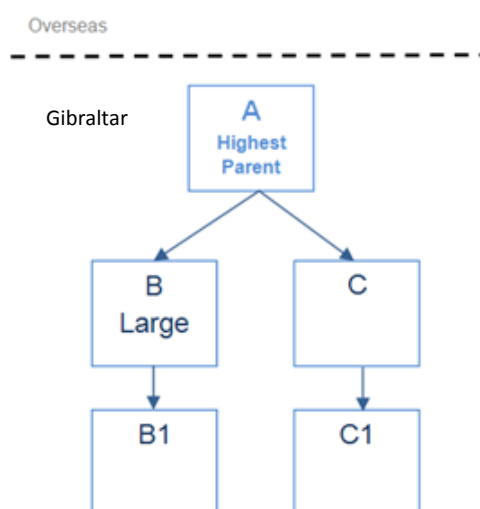 Overseas
Gibraltar
A
Highest
Parent
B
Large
C
B1
C1